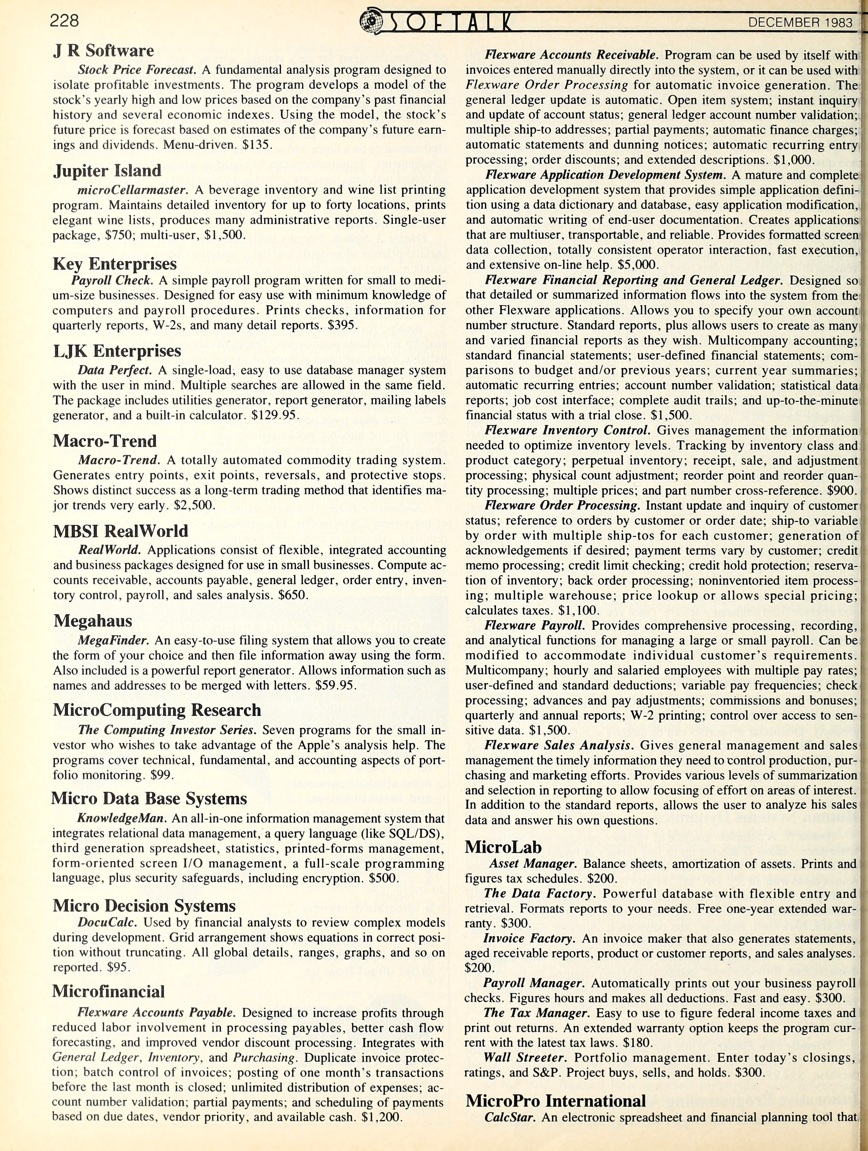 228
SOFTALK
DECEMBER 1983
J R Software
Stock Price Forecast. A fundamental analysis program designed to
isolate profitable investments. The program develops a model of the
stock's yearly high and low prices based on the company's past financial
history and several economic indexes. Using the model, the stock's
future price is forecast based on estimates of the company's future earn-
ings and dividends. Menu-driven. $135.
Jupiter Island
microCellarmaster. A beverage inventory and wine list printing
program. Maintains detailed inventory for up to forty locations, prints
elegant wine lists, produces many administrative reports. Single-user
package, $750; multi-user, $1,500.
Key Enterprises
Payroll Check. A simple payroll program written for small to medi-
um-size businesses. Designed for easy use with minimum knowledge of
computers and payroll procedures. Prints checks, information for
quarterly reports, W-2s, and many detail reports. $395.
LJK Enterprises
Data Perfect. A single-load, easy to use database manager system
with the user in mind. Multiple searches are allowed in the same field.
The package includes utilities generator, report generator, mailing labels
generator, and a built-in calculator. $129.95.
Macro-Trend
Macro-Trend. A totally automated commodity trading system.
Generates entry points, exit points, reversals, and protective stops.
Shows distinct success as a long-term trading method that identifies ma-
jor trends very early. $2,500.
MBSI RealWorld
RealWorld. Applications consist of flexible, integrated accounting
and business packages designed for use in small businesses. Compute ac-
counts receivable, accounts payable, general ledger, order entry, inven-
tory control, payroll, and sales analysis. $650.
Megahaus
MegaFinder. An easy-to-use filing system that allows you to create
the form of your choice and then file information away using the form.
Also included is a powerful report generator. Allows information such as
names and addresses to be merged with letters. $59.95.
MicroComputing Research
The Computing Investor Series. Seven programs for the small in-
vestor who wishes to take advantage of the Apple's analysis help. The
programs cover technical, fundamental, and accounting aspects of port-
folio monitoring. $99.
Micro Data Base Systems
KnowledgeMan. An all-in-one information management system that
integrates relational data management, a query language (like SQL/DS),
third generation spreadsheet, statistics, printed-forms management,
form-oriented screen I/O management, a full-scale programming
language, plus security safeguards, including encryption. $500.
Micro Decision Systems
DocuCalc. Used by financial analysts to review complex models
during development. Grid arrangement shows equations in correct posi-
tion without truncating. All global details, ranges, graphs, and so on
reported. $95.
Microfinancial
Flexware Accounts Payable. Designed to increase profits through
reduced labor involvement in processing payables, better cash flow
forecasting, and improved vendor discount processing. Integrates with
General Ledger, Inventory, and Purchasing. Duplicate invoice protec-
tion; batch control of invoices; posting of one month's transactions
before the last month is closed; unlimited distribution of expenses; ac-
count number validation; partial payments; and scheduling of payments
based on due dates, vendor priority, and available cash. $1,200.
Flexware Accounts Receivable. Program can be used by itself with
invoices entered manually directly into the system, or it can be used with
Flexware Order Processing for automatic invoice generation. The
general ledger update is automatic. Open item system; instant inquiry
and update of account status; general ledger account number validation;
multiple ship-to addresses; partial payments; automatic finance charges;
automatic statements and dunning notices; automatic recurring entry
processing; order discounts; and extended descriptions. $1,000.
Flexware Application Development System. A mature and complete
application development system that provides simple application defini-
tion using a data dictionary and database, easy application modification,
and automatic writing of end-user documentation. Creates applications
that are multiuser, transportable, and reliable. Provides formatted screen
data collection, totally consistent operator interaction, fast execution,
and extensive on-line help. $5,000.
Flexware Financial Reporting and General Ledger. Designed so
that detailed or summarized information flows into the system from the
other Flexware applications. Allows you to specify your own account
number structure. Standard reports, plus allows users to create as many
and varied financial reports as they wish. Multicompany accounting;
standard financial statements; user-defined financial statements; com-
parisons to budget and/or previous years; current year summaries;
automatic recurring entries; account number validation; statistical data
reports; job cost interface; complete audit trails; and up-to-the-minute
financial status with a trial close. $1,500.
Flexware Inventory Control. Gives management the information
needed to optimize inventory levels. Tracking by inventory class and
product category; perpetual inventory; receipt, sale, and adjustment
processing; physical count adjustment; reorder point and reorder quan-
tity processing; multiple prices; and part number cross-reference. $900.
Flexware Order Processing. Instant update and inquiry of customer
status; reference to orders by customer or order date; ship-to variable
by order with multiple ship-tos for each customer; generation of
acknowledgements if desired; payment terms vary by customer; credit
memo processing; credit limit checking; credit hold protection; reserva-
tion of inventory; back order processing; noninventoried item process-
ing; multiple warehouse; price lookup or allows special pricing;
calculates taxes. $1,100.
Flexware Payroll. Provides comprehensive processing, recording,
and analytical functions for managing a large or small payroll. Can be
modified to accommodate individual customer's requirements.
Multicompany; hourly and salaried employees with multiple pay rates;
user-defined and standard deductions; variable pay frequencies; check
processing; advances and pay adjustments; commissions and bonuses;
quarterly and annual reports; W-2 printing; control over access to sen-
sitive data. $1,500.
Flexware Sales Analysis. Gives general management and sales
management the timely information they need to control production, pur-
chasing and marketing efforts. Provides various levels of summarization
and selection in reporting to allow focusing of effort on areas of interest.
In addition to the standard reports, allows the user to analyze his sales
data and answer his own questions.
MicroLab
Asset Manager. Balance sheets, amortization of assets. Prints and
figures tax schedules. $200.
The Data Factory. Powerful database with flexible entry and
retrieval. Formats reports to your needs. Free one-year extended war-
ranty. $300.
Invoice Factory. An invoice maker that also generates statements,
aged receivable reports, product or customer reports, and sales analyses.
$200.
Payroll Manager. Automatically prints out your business payroll
checks. Figures hours and makes all deductions. Fast and easy. $300.
The Tax Manager. Easy to use to figure federal income taxes and
print out returns. An extended warranty option keeps the program cur-
rent with the latest tax laws. $180.
Wall Streeter. Portfolio management. Enter today's closings,
ratings, and S&P. Project buys, sells, and holds. $300.
MicroPro International
CalcStar. An electronic spreadsheet and financial planning tool that